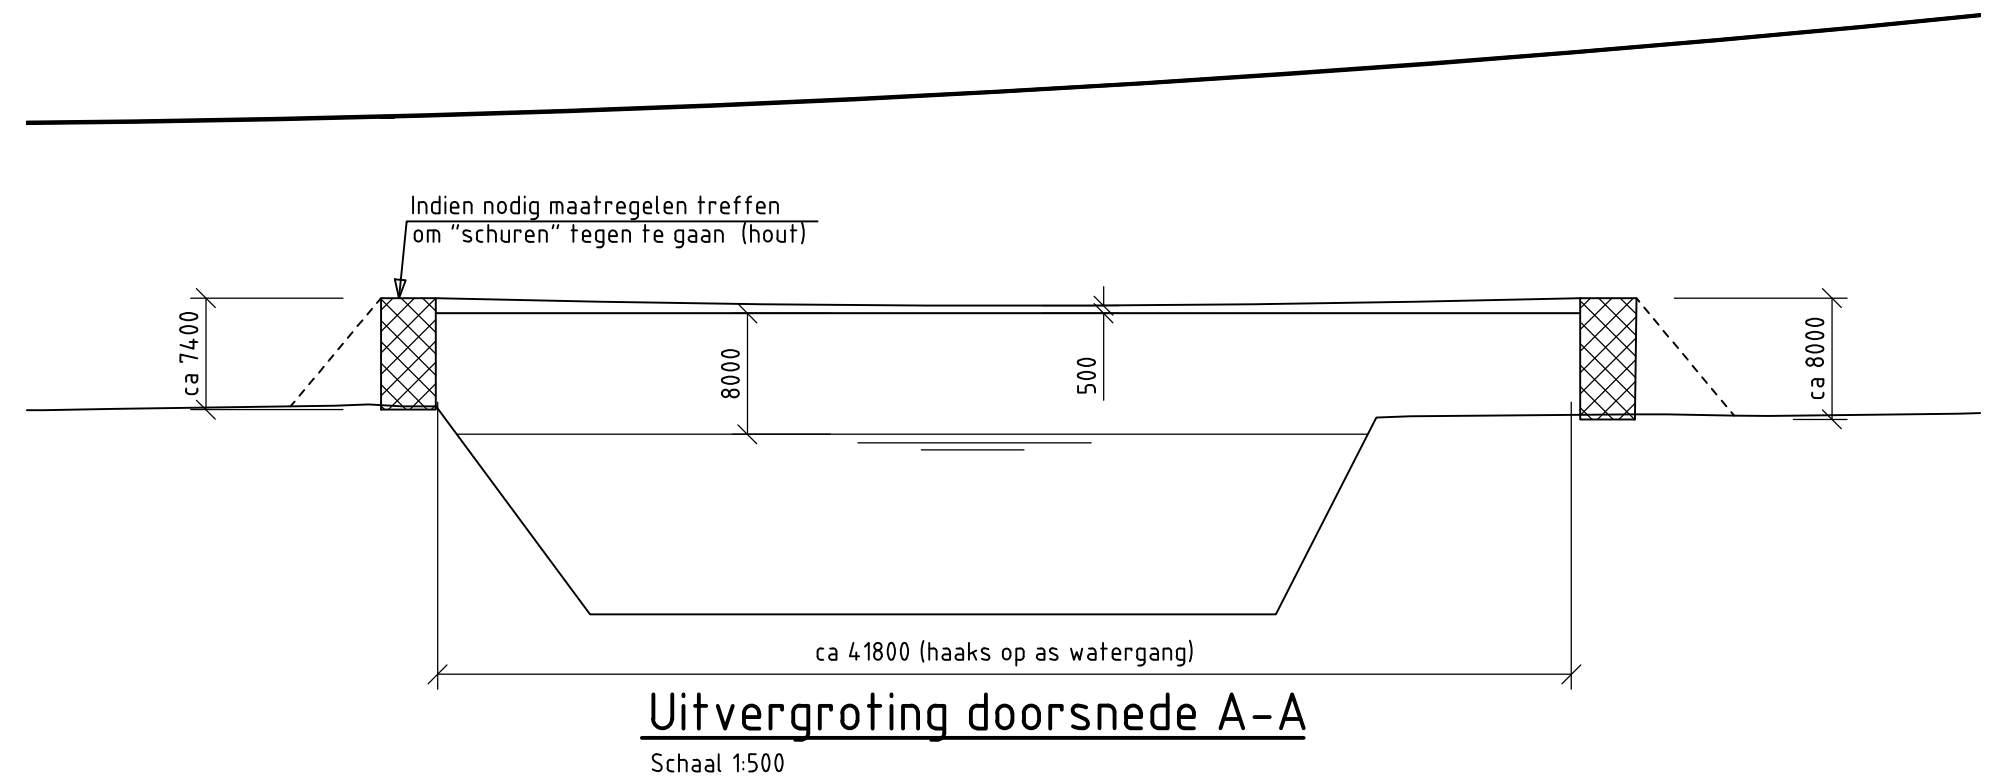 Indien nodig maatregelen treffen
om "schuren" tegen te gaan (hout)
ca 7400
8000
500
ca 8000
ca 41800 (haaks op as watergang)
Uitvergroting doorsnede A-A
Schaal 1:500